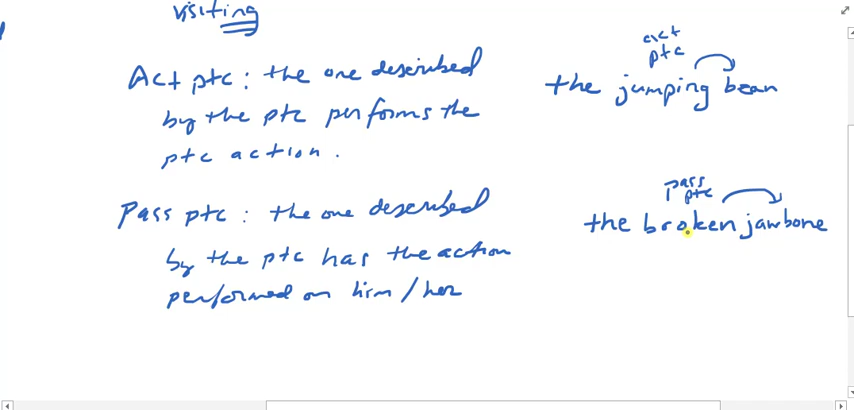 visiting
Act ptc : the one described
by the ptc performs the
ptc action .
act
ptc
the jumping bean
Pass ptc : the one described
by the ptc has the action
performed on him/her
pass
ptc
the broken jawbone